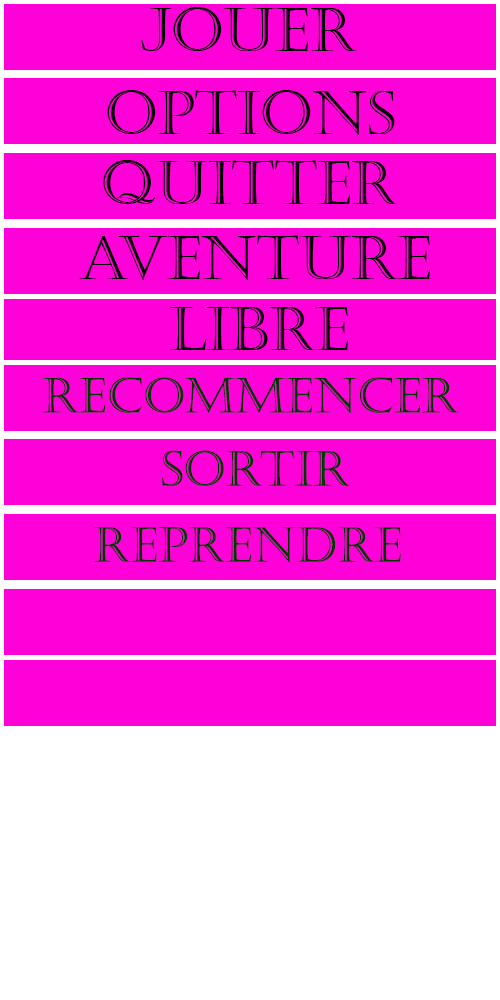 JOUER
OPTIONS
QUITTER
AVENTURE
LIBRE
RECOMMENCER
SORTIR
REPRENDRE